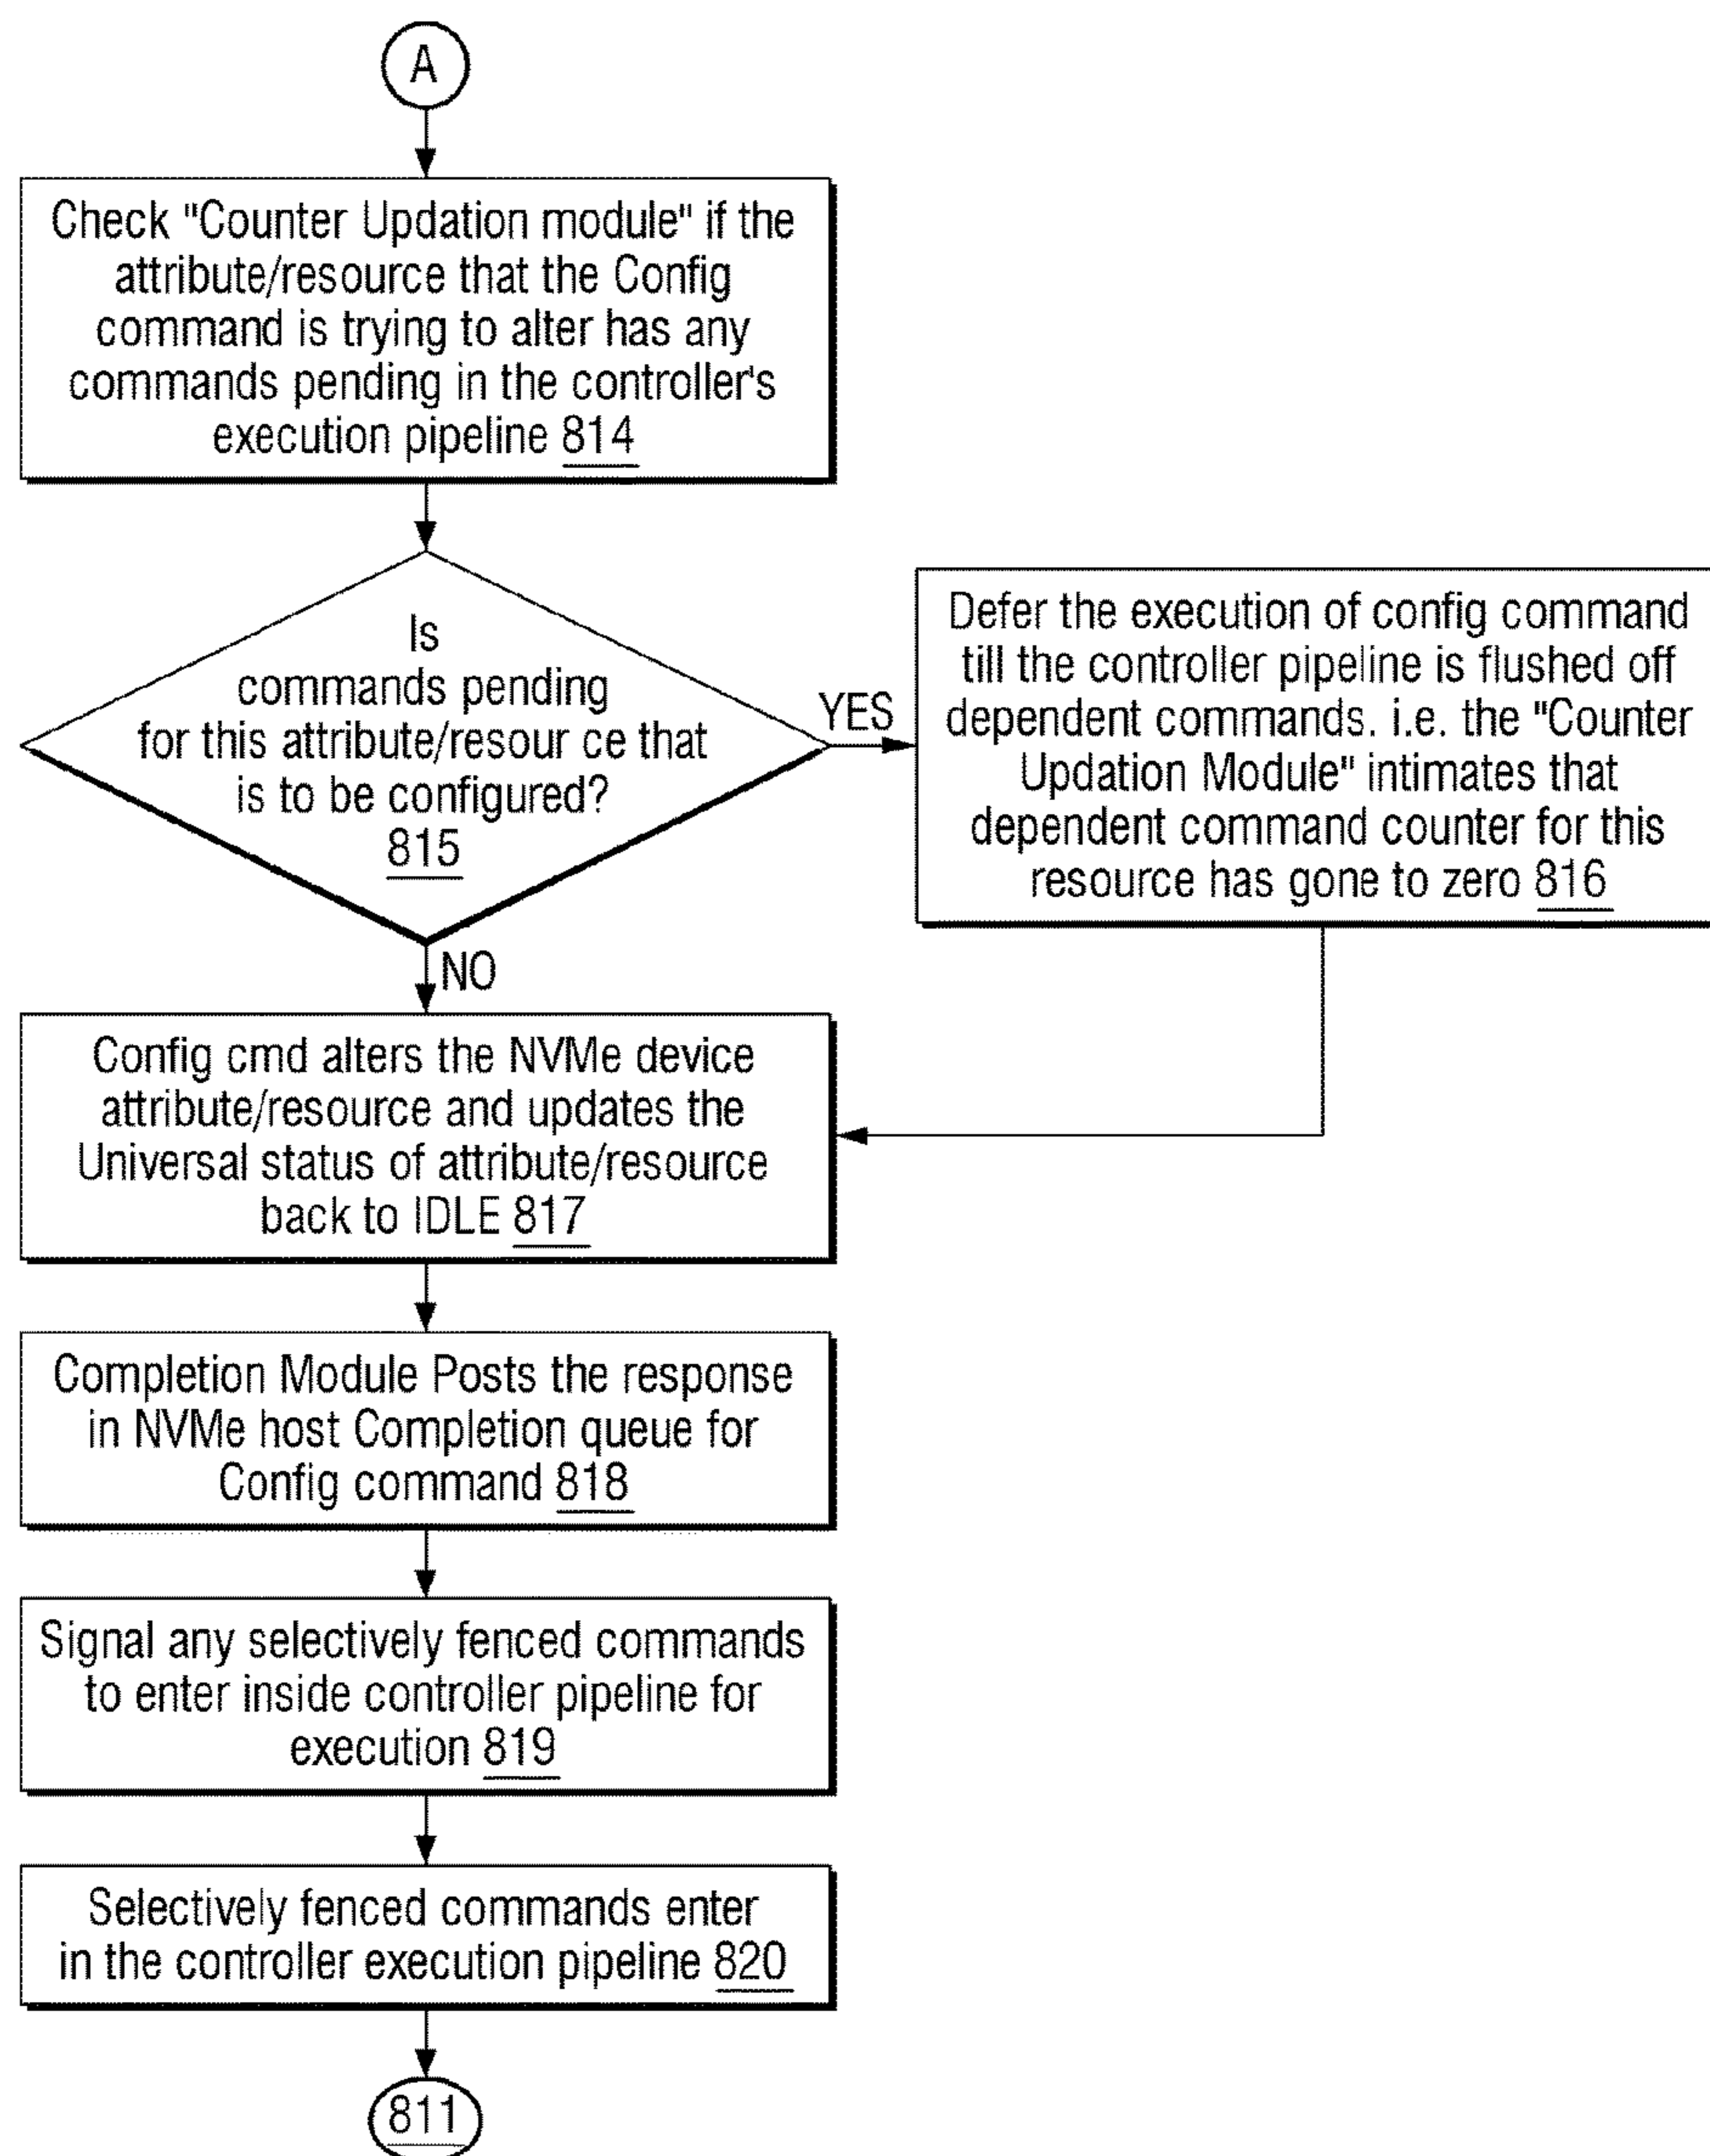 A
Check "Counter Updation module" if the
attribute/resource that the Config
command is trying to alter has any
commands pending in the controller's
execution pipeline 814
Is
commands pending
for this attribute/resour ce that
is to be configured?
815
YES
Defer the execution of config command
till the controller pipeline is flushed off
dependent commands. i.e. the "Counter
Updation Module" intimates that
dependent command counter for this
resource has gone to zero 816
NO
Config cmd alters the NVMe device
attribute/resource and updates the
Universal status of attribute/resource
back to IDLE 817
Completion Module Posts the response
in NVMe host Completion queue for
Config command 818
Signal any selectively fenced commands
to enter inside controller pipeline for
execution 819
Selectively fenced commands enter
in the controller execution pipeline 820
811